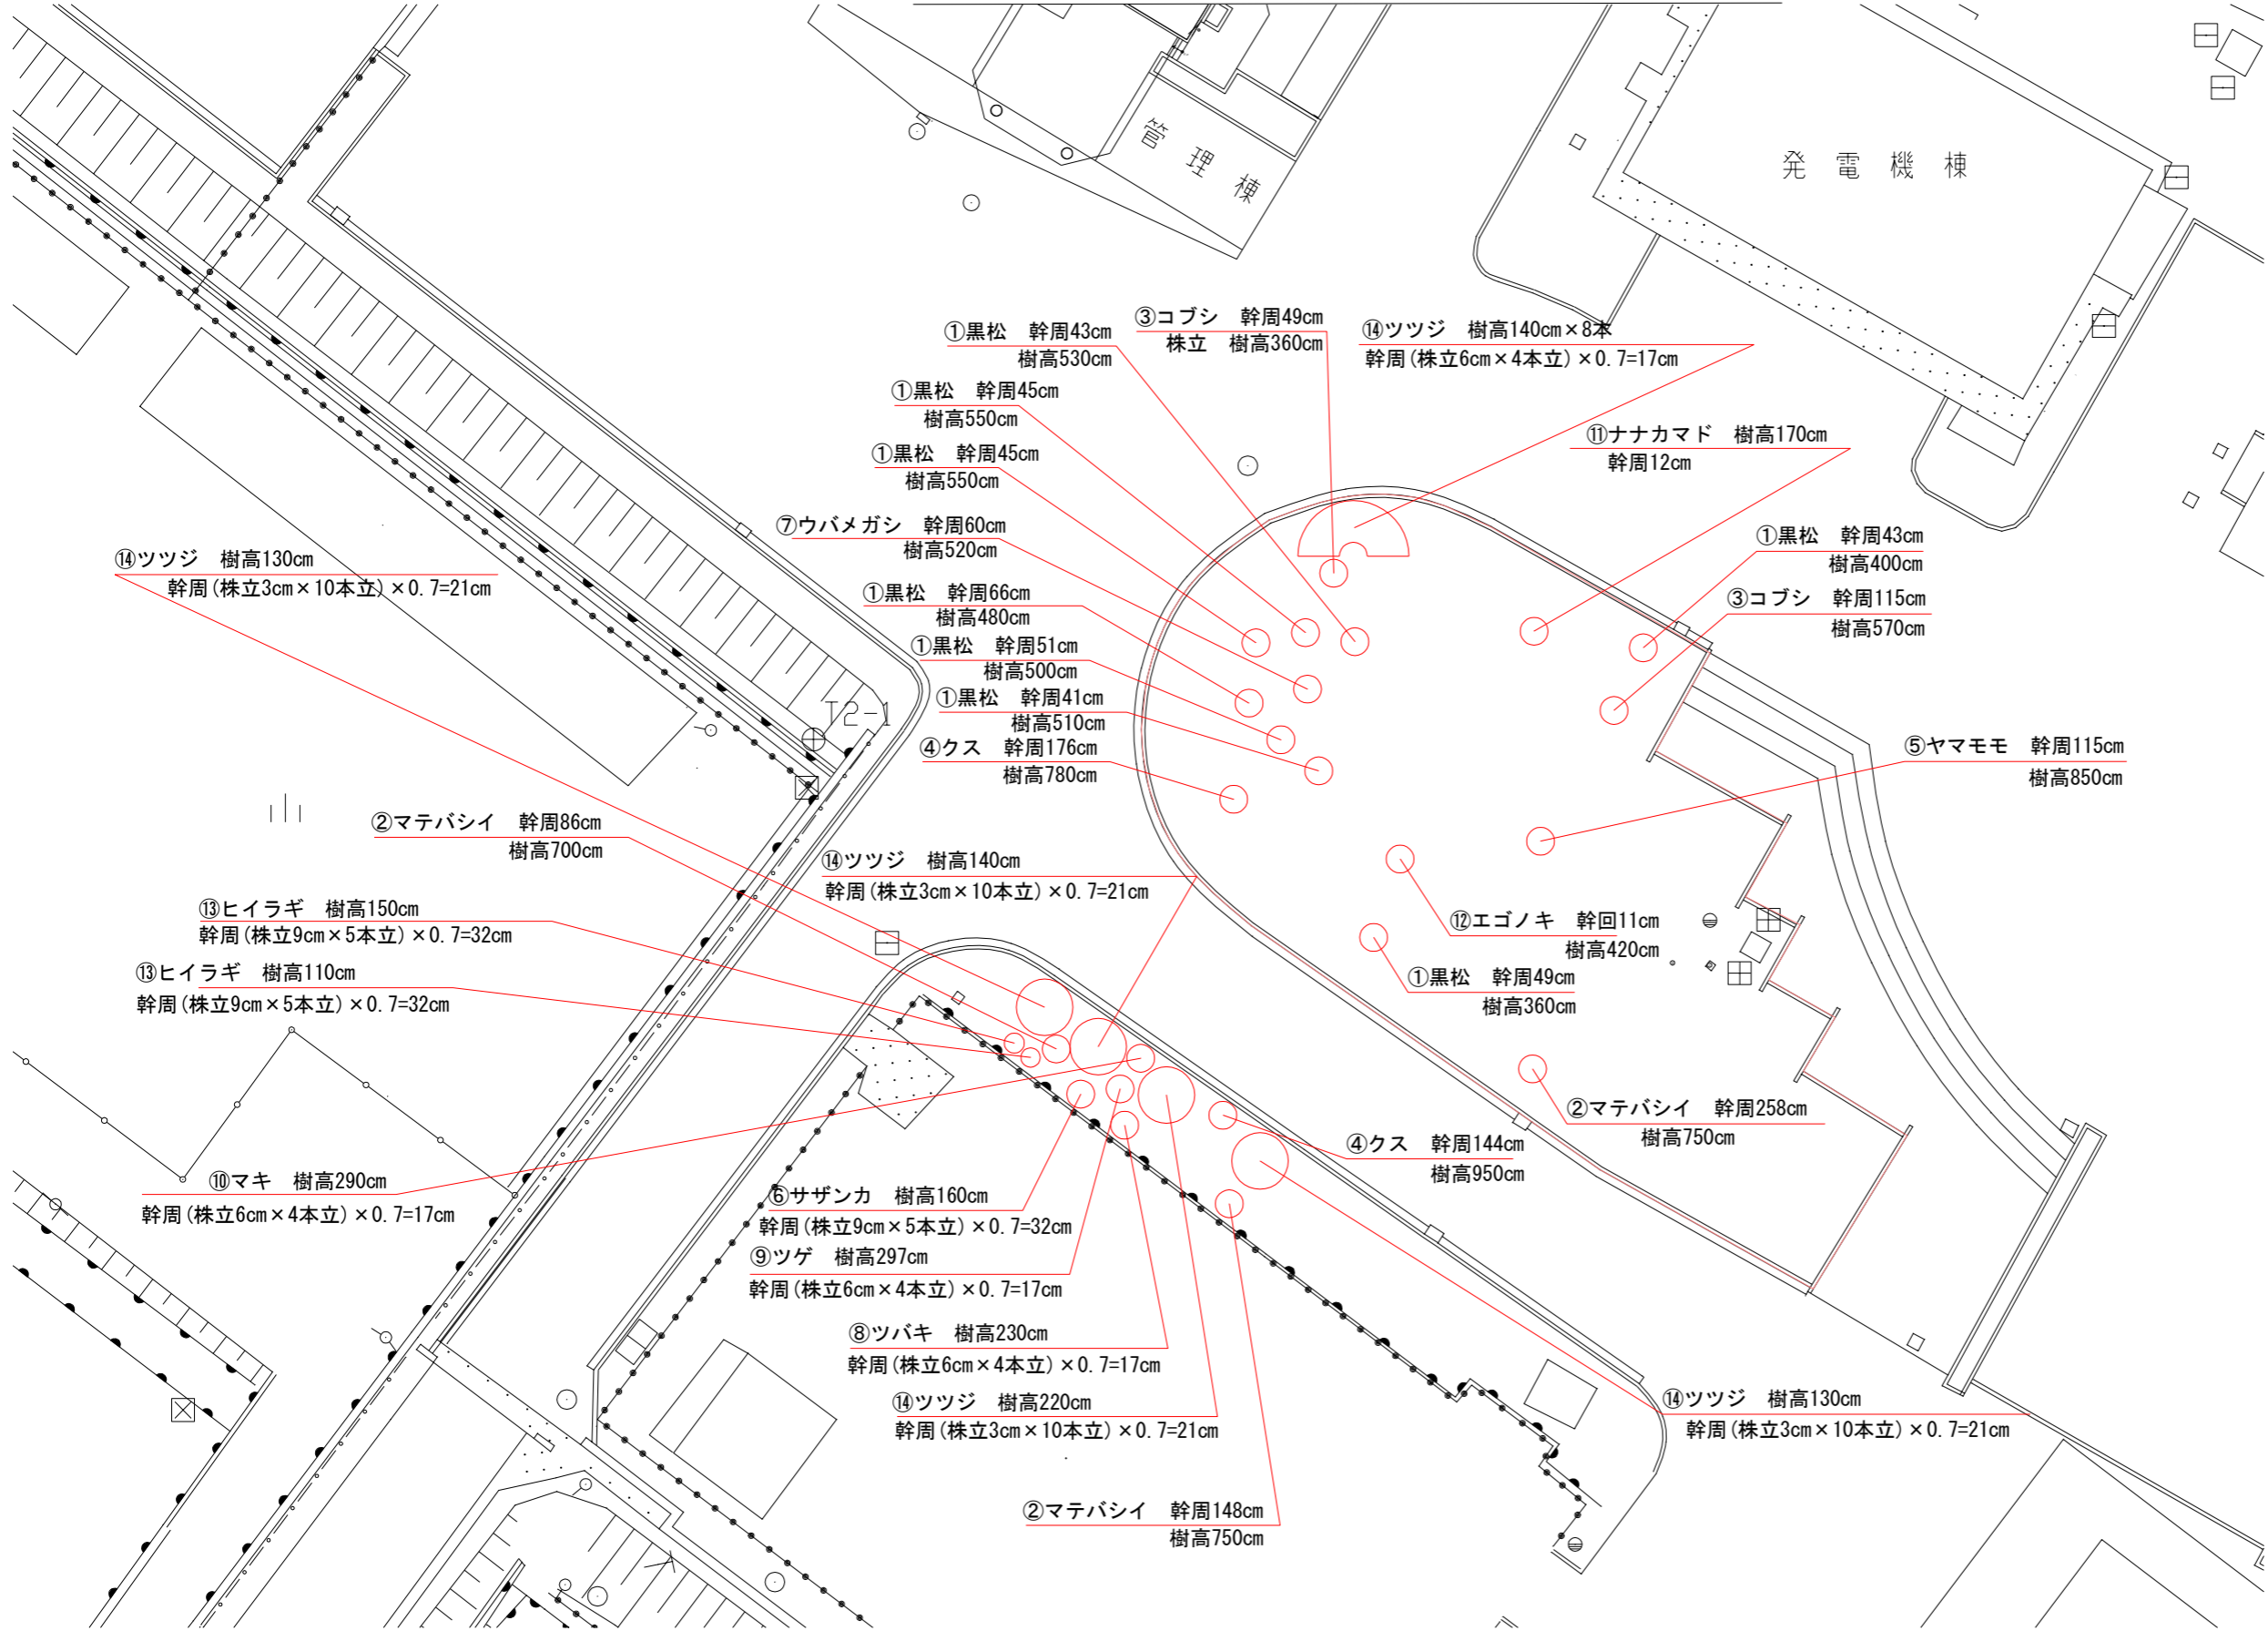 管理棟
発電機棟
①黒松　幹周43cm
樹高530cm
③コブシ　幹周49cm
株立　樹高360cm
⑭ツツジ　樹高140cm×8本
幹周(株立6cm×4本立)×0.7=17cm
①黒松　幹周45cm
樹高550cm
⑪ナナカマド　樹高170cm
幹周12cm
①黒松　幹周45cm
樹高550cm
⑦ウバメガシ　幹周60cm
樹高520cm
①黒松　幹周43cm
樹高400cm
⑭ツツジ　樹高130cm
幹周(株立3cm×10本立)×0.7=21cm
①黒松　幹周66cm
樹高480cm
③コブシ　幹周115cm
樹高570cm
①黒松　幹周51cm
樹高500cm
①黒松　幹周41cm
樹高510cm
T2-1
④クス　幹周176cm
樹高780cm
⑤ヤマモモ　幹周115cm
樹高850cm
②マテバシイ　幹周86cm
樹高700cm
⑭ツツジ　樹高140cm
幹周(株立3cm×10本立)×0.7=21cm
⑬ヒイラギ　樹高150cm
幹周(株立9cm×5本立)×0.7=32cm
⑫エゴノキ　幹回11cm
樹高420cm
⑬ヒイラギ　樹高110cm
幹周(株立9cm×5本立)×0.7=32cm
①黒松　幹周49cm
樹高360cm
②マテバシイ　幹周258cm
樹高750cm
④クス　幹周144cm
樹高950cm
⑩マキ　樹高290cm
幹周(株立6cm×4本立)×0.7=17cm
⑥サザンカ　樹高160cm
幹周(株立9cm×5本立)×0.7=32cm
⑨ツゲ　樹高297cm
幹周(株立6cm×4本立)×0.7=17cm
⑧ツバキ　樹高230cm
幹周(株立6cm×4本立)×0.7=17cm
⑭ツツジ　樹高220cm
幹周(株立3cm×10本立)×0.7=21cm
⑭ツツジ　樹高130cm
幹周(株立3cm×10本立)×0.7=21cm
②マテバシイ　幹周148cm
樹高750cm